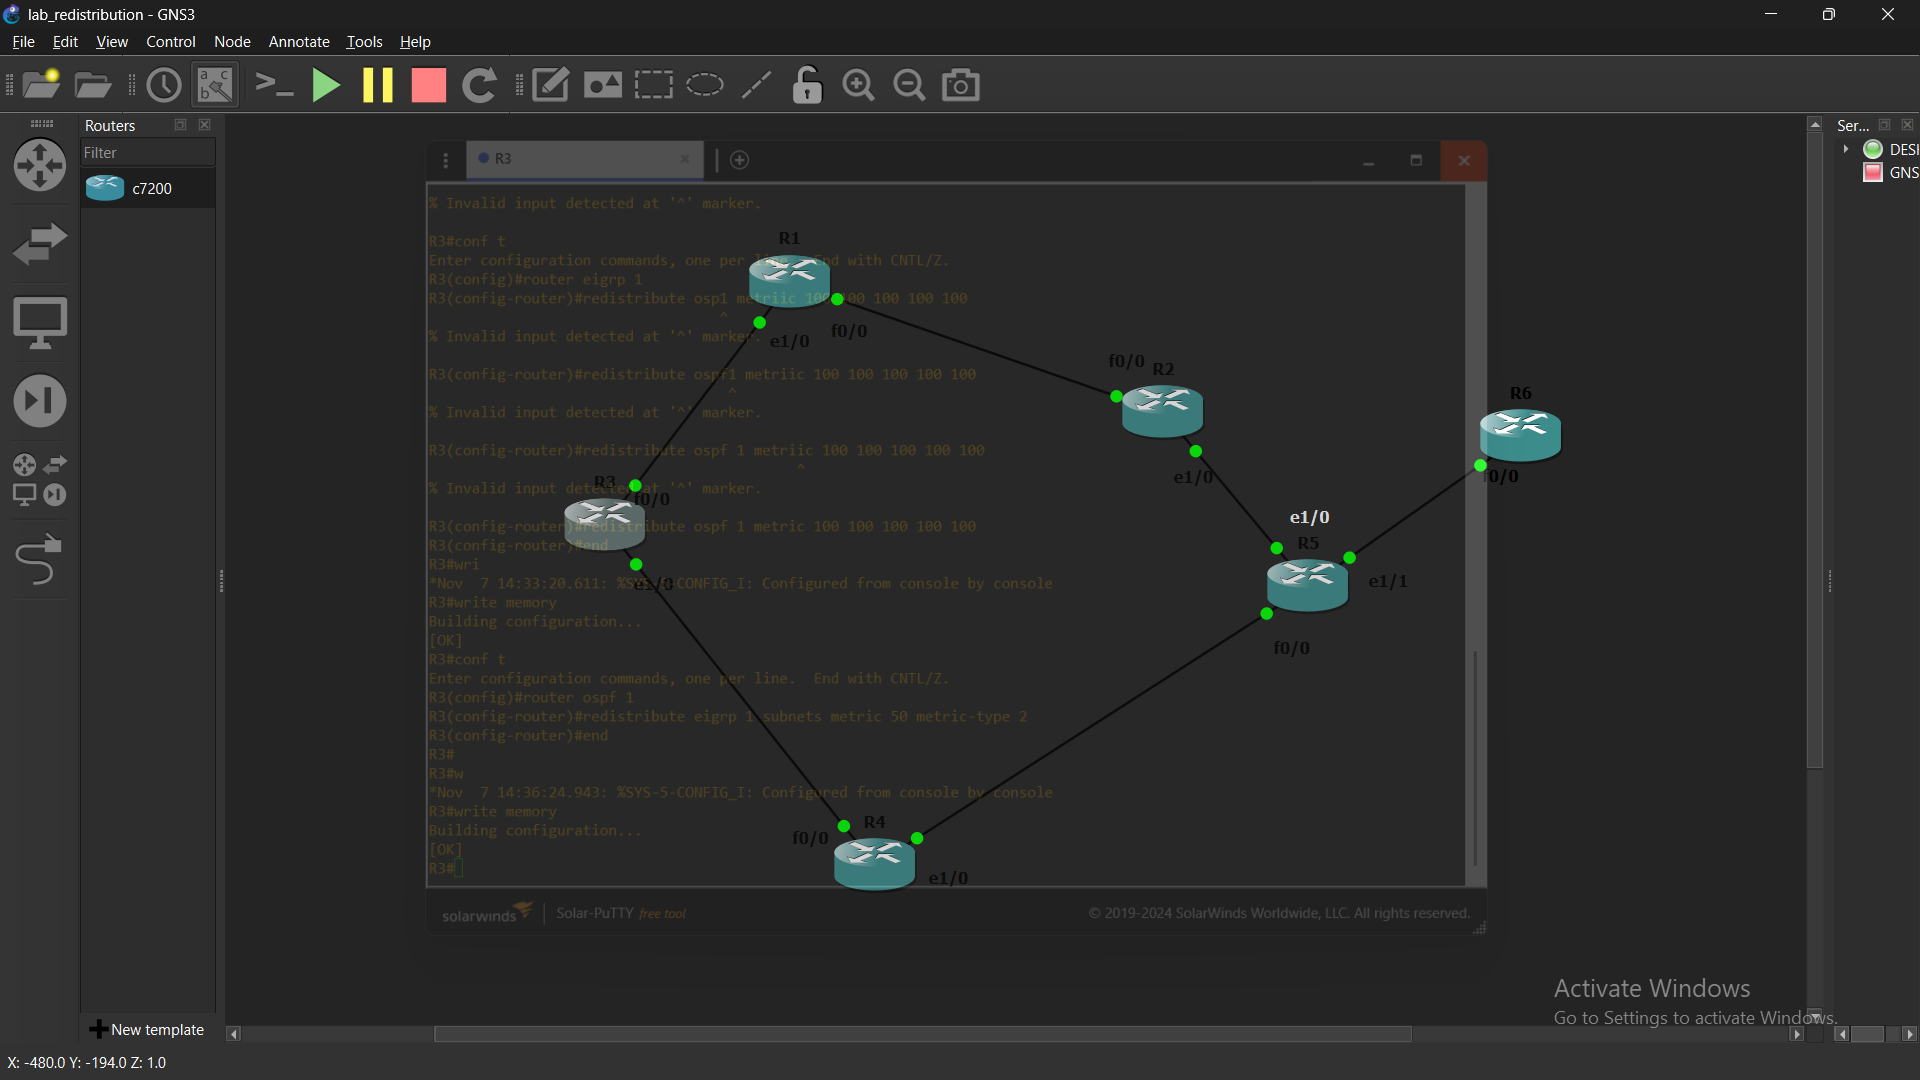 lab_redistribution - GNS3
File Edit View Control Node Annotate Tools Help
Routers
Filter
c7200
New template
X: -480.0 Y: -194.0 Z: 1.0
Ser...
DESI
GNS
R3
% Invalid input detected at '^' marker.
R3#conf t
Enter configuration commands, one per line. End with CNTL/Z.
R3(config)#router eigrp 1
R3(config-router)#redistribute osp1 metriic 100 100 100 100 100
^
% Invalid input detected at '^' marker.
R3(config-router)#redistribute ospf1 metriic 100 100 100 100 100
^
% Invalid input detected at '^' marker.
R3(config-router)#redistribute ospf 1 metriic 100 100 100 100 100
^
% Invalid input detected at '^' marker.
R3(config-router)#redistribute ospf 1 metric 100 100 100 100 100
R3(config-router)#end
R3#wri
*Nov  7 14:33:20.611: %SYS-5-CONFIG_I: Configured from console by console
R3#write memory
Building configuration...
[OK]
R3#conf t
Enter configuration commands, one per line.  End with CNTL/Z.
R3(config)#router ospf 1
R3(config-router)#redistribute eigrp 1 subnets metric 50 metric-type 2
R3(config-router)#end
R3#
R3#w
*Nov  7 14:36:24.943: %SYS-5-CONFIG_I: Configured from console by console
R3#write memory
Building configuration...
[OK]
R3#
solarwinds Solar-PuTTY free tool © 2019-2024 SolarWinds Worldwide, LLC. All rights reserved.
R1
e1/0
f0/0
f0/0
R2
e1/0
R6
f0/0
R3
f0/0
e1/0
e1/0
R5
e1/1
f0/0
f0/0
R4
e1/0
Activate Windows
Go to Settings to activate Windows.